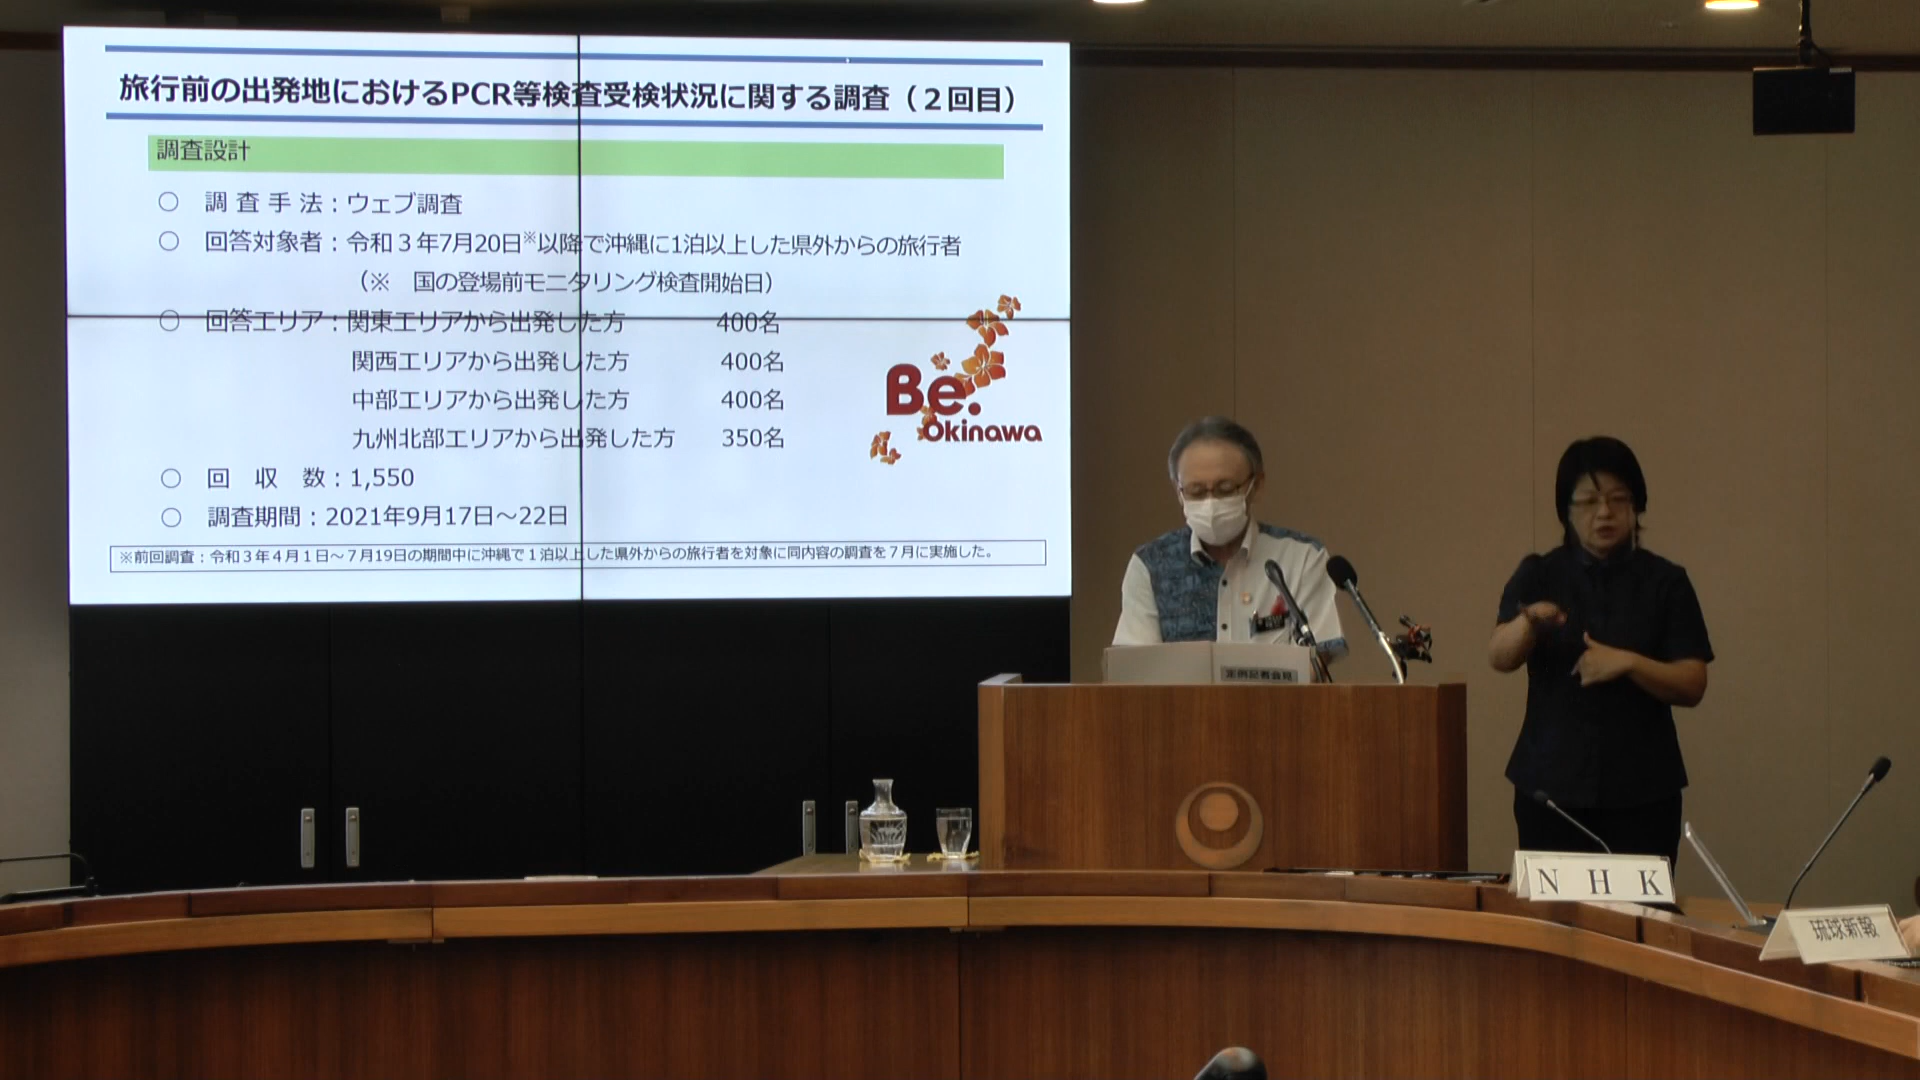 旅行前の出発地におけるPCR等検査受検状況に関する調査（２回目）
調査設計
○ 調査手法：ウェブ調査
○ 回答対象者：令和３年7月20日※以降で沖縄に1泊以上した県外からの旅行者
（※ 国の登場前モニタリング検査開始日）
○ 回答エリア：関東エリアから出発した方 400名
関西エリアから出発した方 400名
中部エリアから出発した方 400名
九州北部エリアから出発した方 350名
○ 回収数：1,550
○ 調査期間：2021年9月17日～22日
※前回調査：令和３年４月１日～７月19日の期間中に沖縄で１泊以上した県外からの旅行者を対象に同内容の調査を７月に実施した。
Be.
Okinawa
定例記者会見
NHK
琉球新報